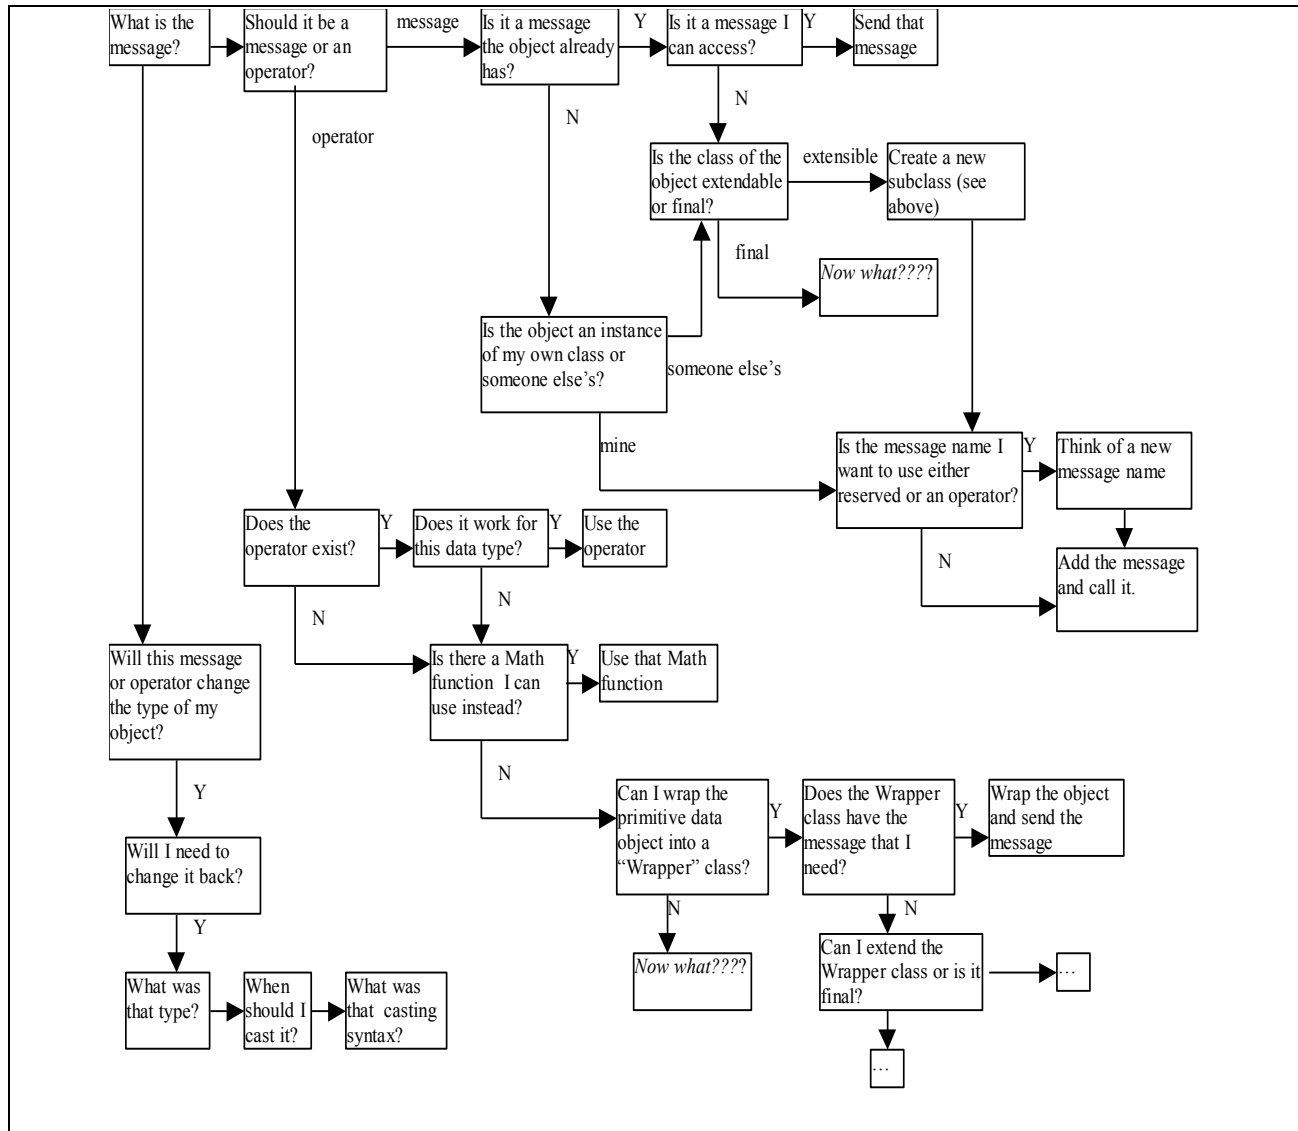 What is the
message?
Should it be a
message or an
operator?
message
Is it a message
the object already
has?
Y
Is it a message I
can access?
Y
Send that
message
N
N
operator
Is the class of the
object extendable
or final?
extensible
Create a new
subclass (see
above)
final
Now what????
Is the object an instance
of my own class or
someone else’s?
someone else’s
mine
Is the message name I
want to use either
reserved or an operator?
Y
Think of a new
message name
N
Add the message
and call it.
Does the
operator exist?
Y
Does it work for
this data type?
Y
Use the
operator
N
N
Will this message
or operator change
the type of my
object?
Is there a Math
function I can
use instead?
Y
Use that Math
function
N
Y
Can I wrap the
primitive data
object into a
“Wrapper” class?
Y
Does the Wrapper
class have the
message that I
need?
Y
Wrap the object
and send the
message
Will I need to
change it back?
N
N
Y
Now what????
Can I extend the
Wrapper class or is it
final?
…
What was
that type?
When
should I
cast it?
What was
that casting
syntax?
…